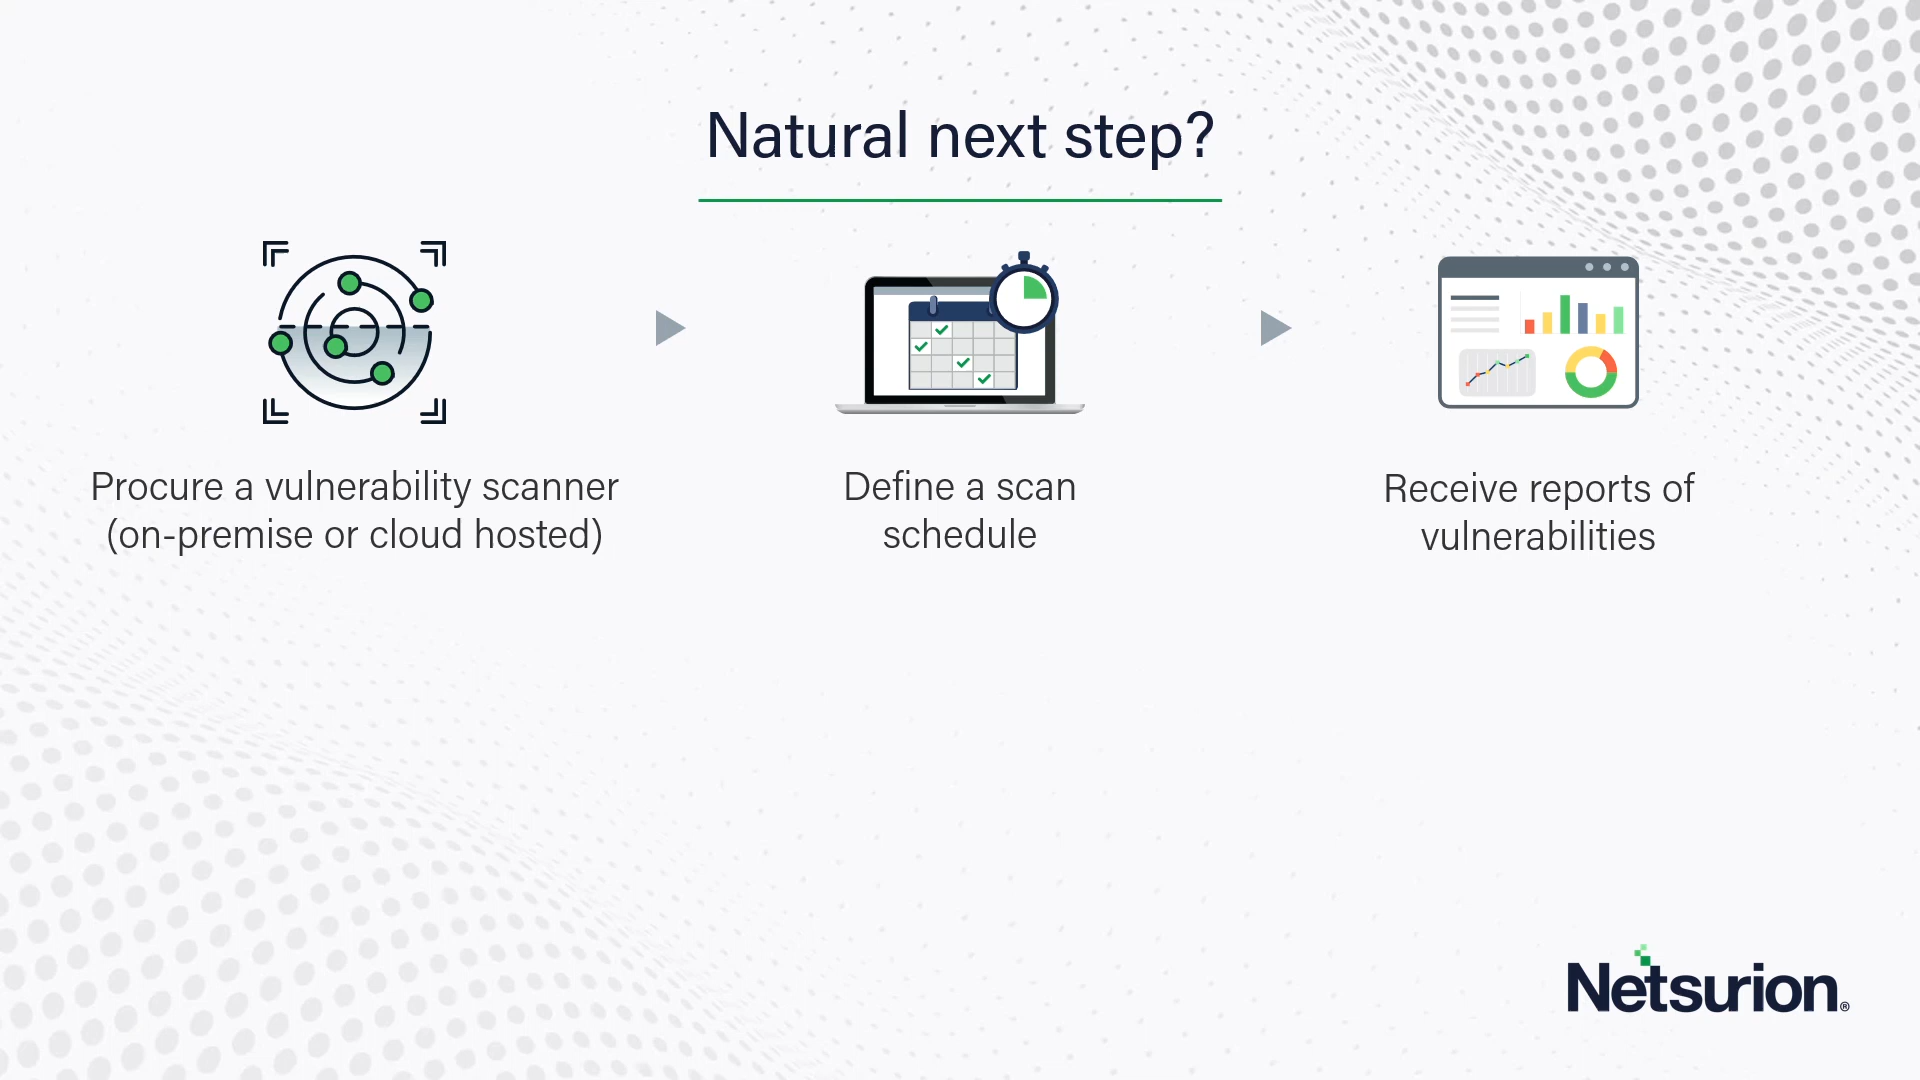 Natural next step?
Procure a vulnerability scanner
(on-premise or cloud hosted)
Define a scan
schedule
Receive reports of
vulnerabilities
Netsurion®